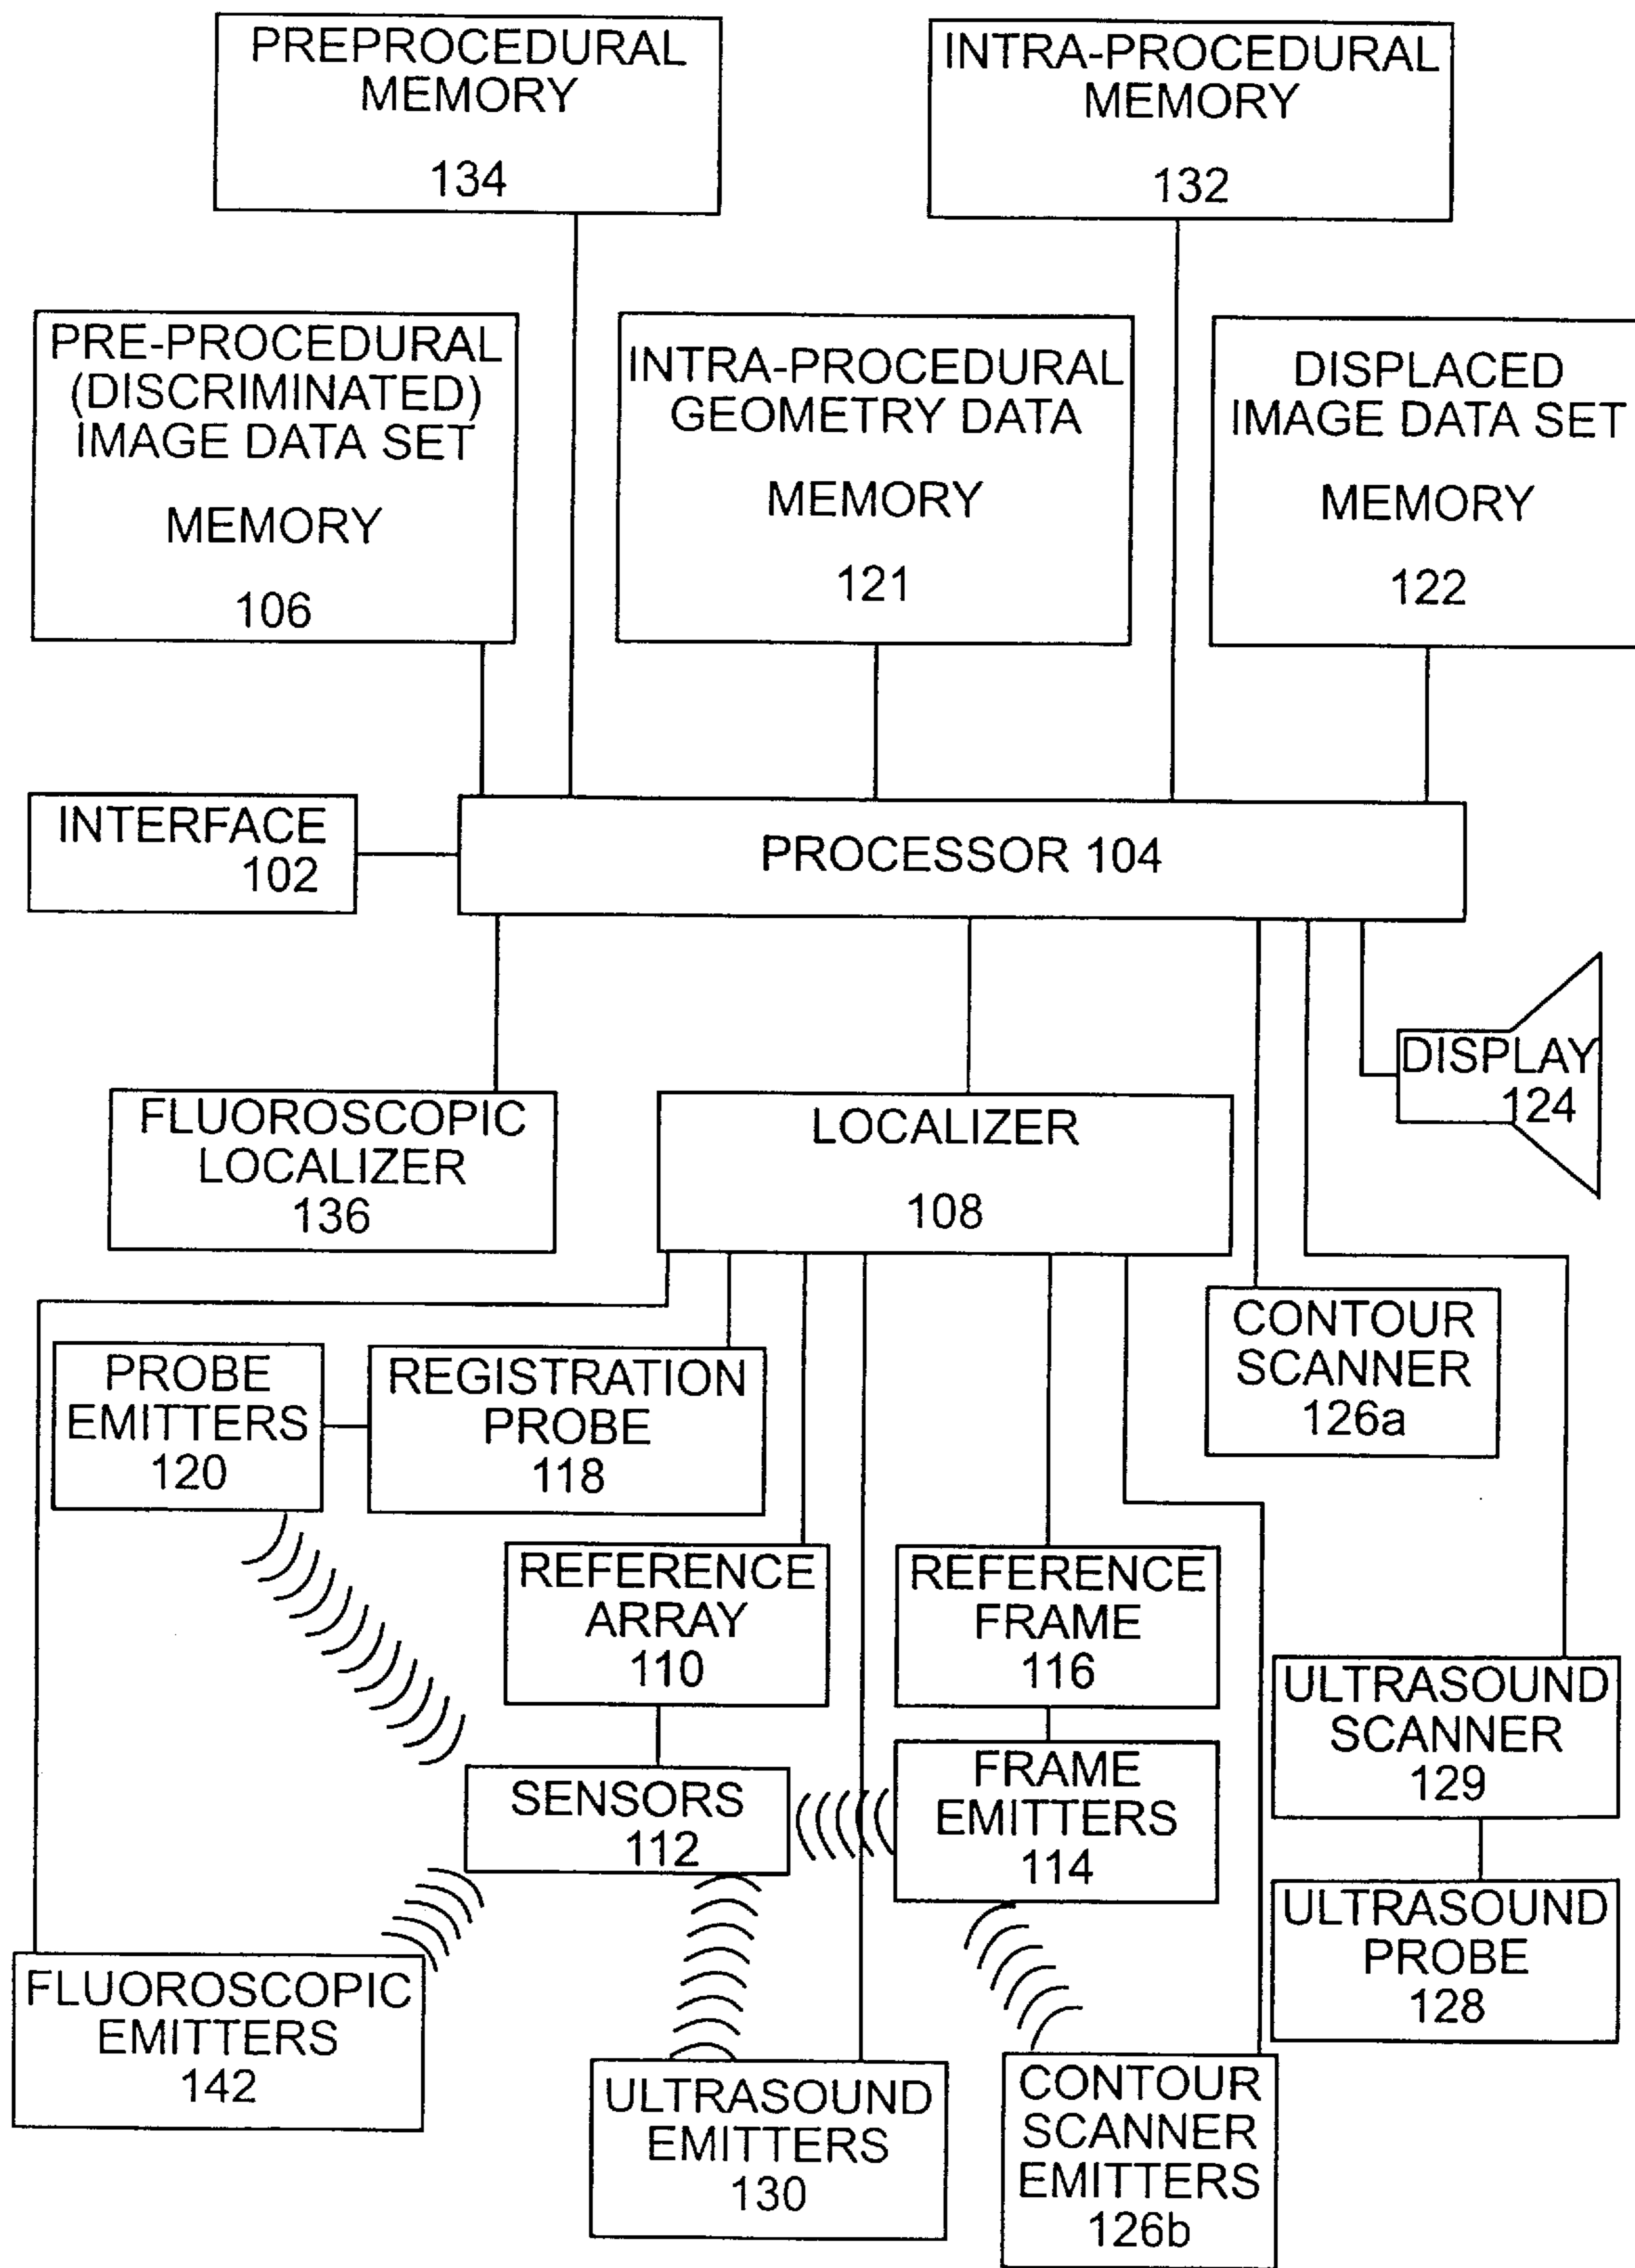 PREPROCEDURAL
MEMORY
134
INTRA-PROCEDURAL
MEMORY
132
PRE-PROCEDURAL
(DISCRIMINATED)
IMAGE DATA SET
MEMORY
106
INTRA-PROCEDURAL
GEOMETRY DATA
MEMORY
121
DISPLACED
IMAGE DATA SET
MEMORY
122
INTERFACE
102
PROCESSOR 104
DISPLAY
124
FLUOROSCOPIC
LOCALIZER
136
LOCALIZER
108
CONTOUR
SCANNER
126a
PROBE
EMITTERS
120
REGISTRATION
PROBE
118
REFERENCE
ARRAY
110
REFERENCE
FRAME
116
ULTRASOUND
SCANNER
129
SENSORS
112
FRAME
EMITTERS
114
ULTRASOUND
PROBE
128
FLUOROSCOPIC
EMITTERS
142
ULTRASOUND
EMITTERS
130
CONTOUR
SCANNER
EMITTERS
126b